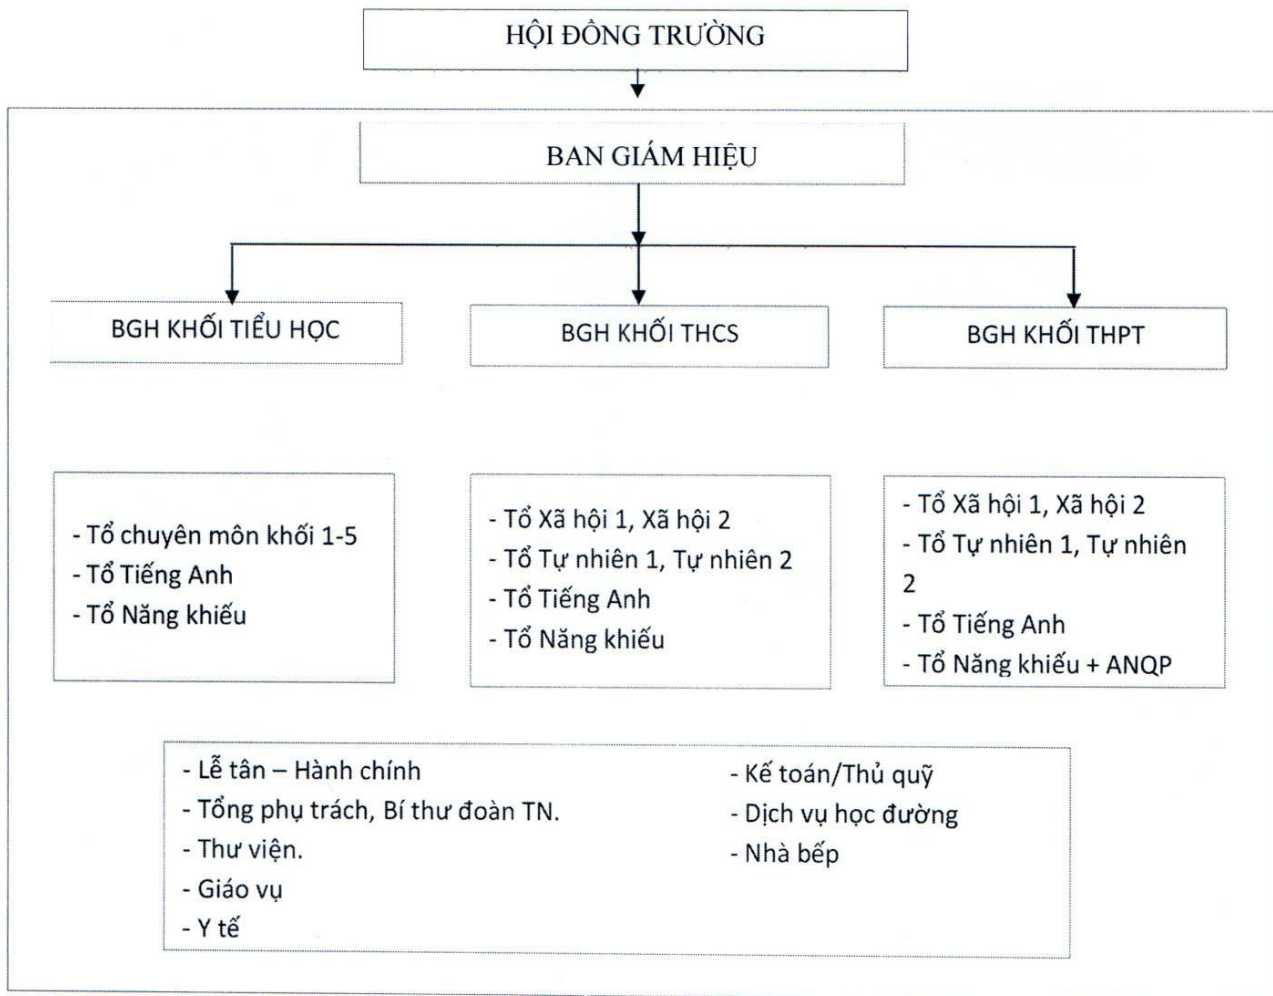 HỘI ĐỒNG TRƯỜNG
BAN GIÁM HIỆU
BGH KHỐI TIỂU HỌC
BGH KHỐI THCS
BGH KHỐI THPT
- Tổ chuyên môn khối 1-5
- Tổ Tiếng Anh
- Tổ Năng khiếu
- Tổ Xã hội 1, Xã hội 2
- Tổ Tự nhiên 1, Tự nhiên 2
- Tổ Tiếng Anh
- Tổ Năng khiếu
- Tổ Xã hội 1, Xã hội 2
- Tổ Tự nhiên 1, Tự nhiên
2
- Tổ Tiếng Anh
- Tổ Năng khiếu + ANQP
- Lễ tân – Hành chính
- Tổng phụ trách, Bí thư đoàn TN.
- Thư viện.
- Giáo vụ
- Y tế
- Kế toán/Thủ quỹ
- Dịch vụ học đường
- Nhà bếp